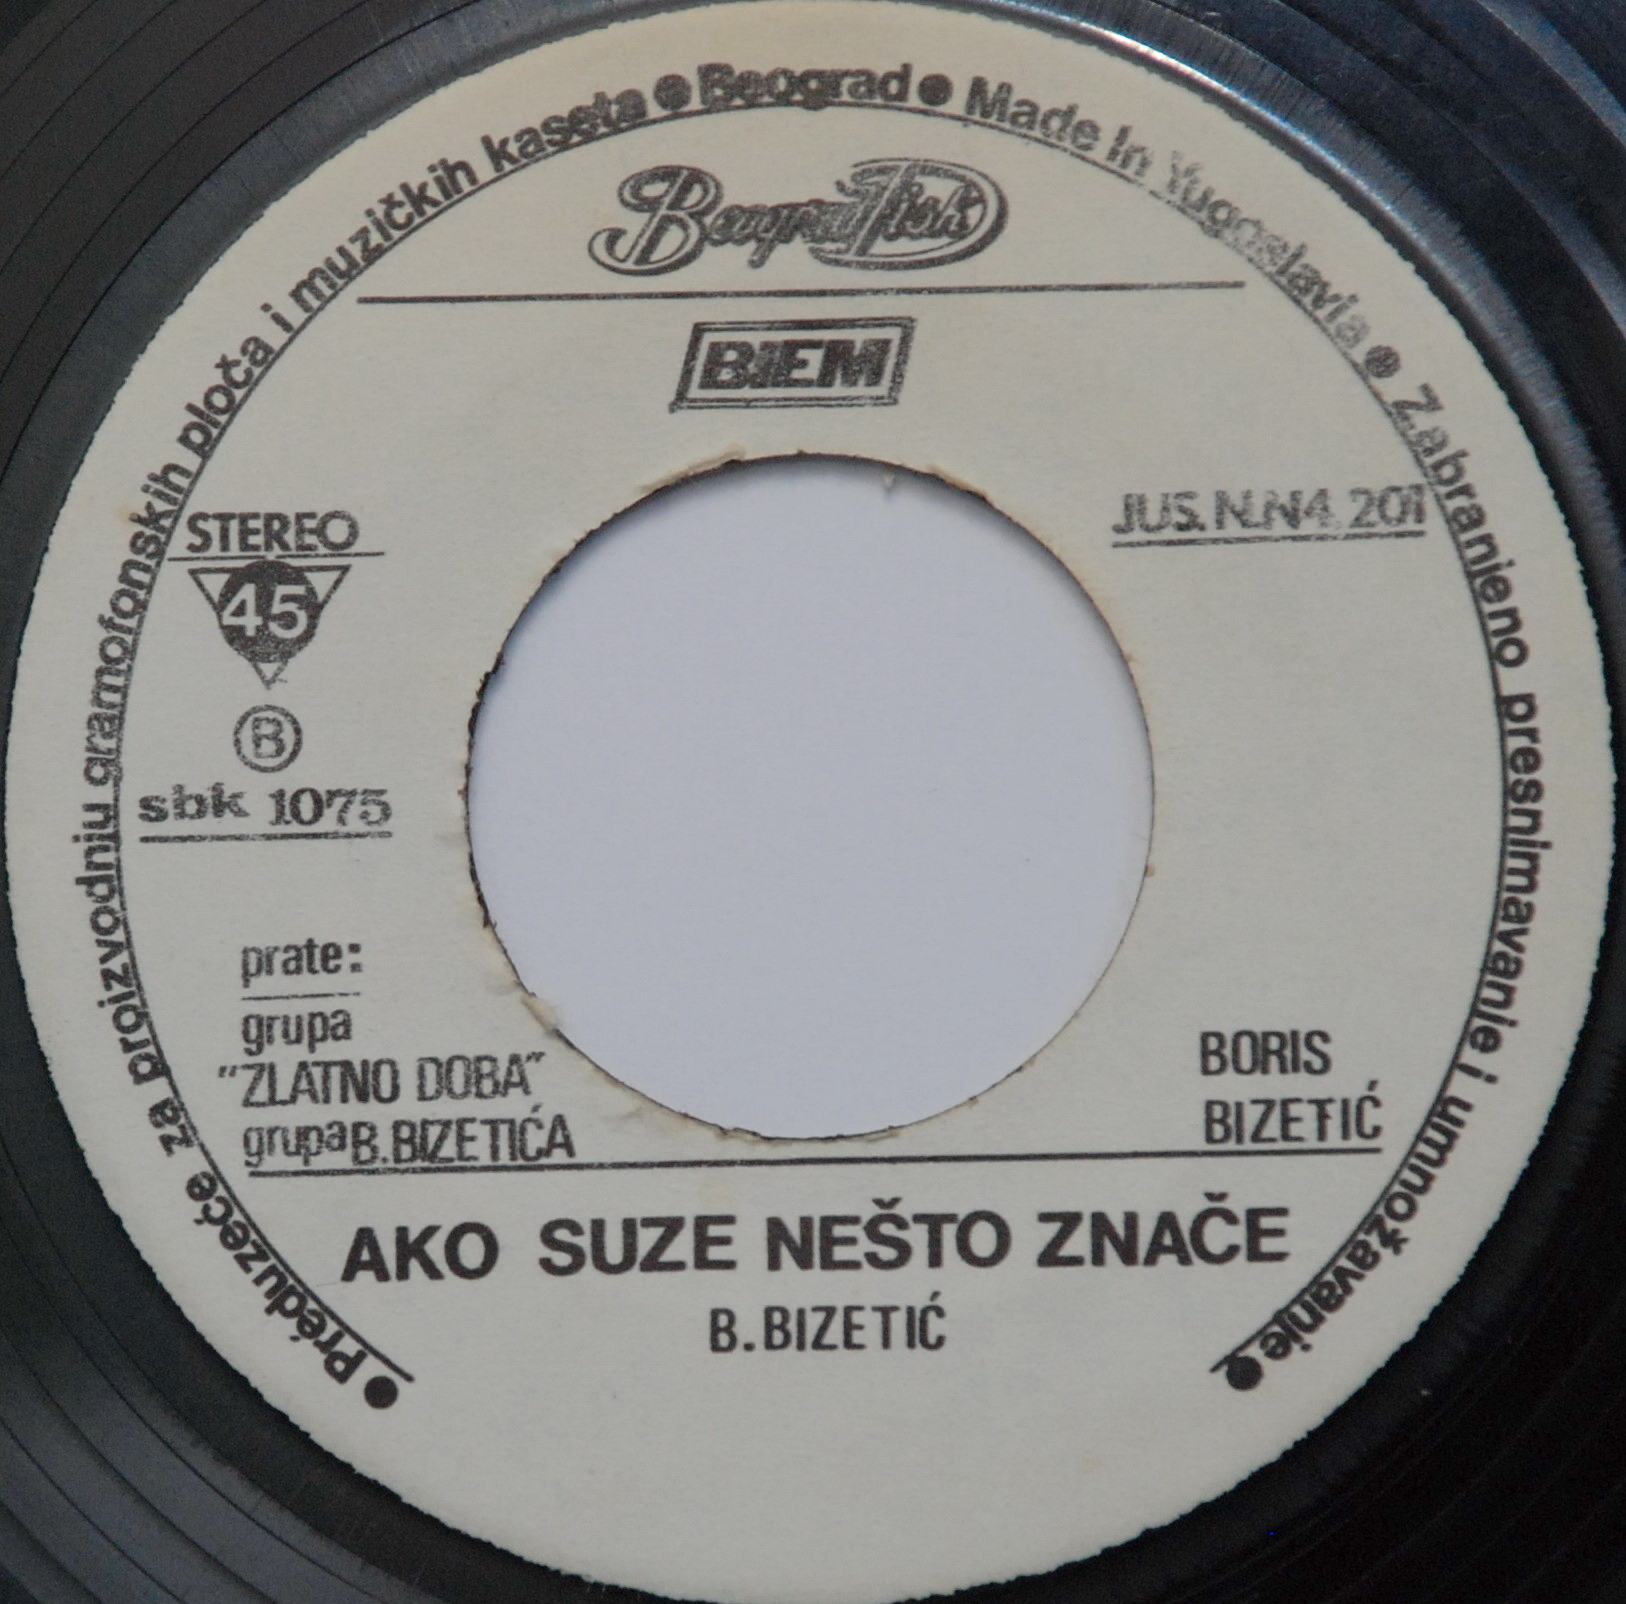 ● Preduzeće za proizvodnju gramofonskih ploča i muzičkih kaseta ● Beograd ● Made In Yugoslavia ● Zabranjeno presnimavanje i umnožavanje ●
Beograd Disk
BIEM
STEREO
45
B
sbk 1075
JUS. N.N4. 201
prate:
grupa
"ZLATNO DOBA"
grupa B. BIZETIĆA
BORIS
BIZETIĆ
AKO SUZE NEŠTO ZNAČE
B. BIZETIĆ